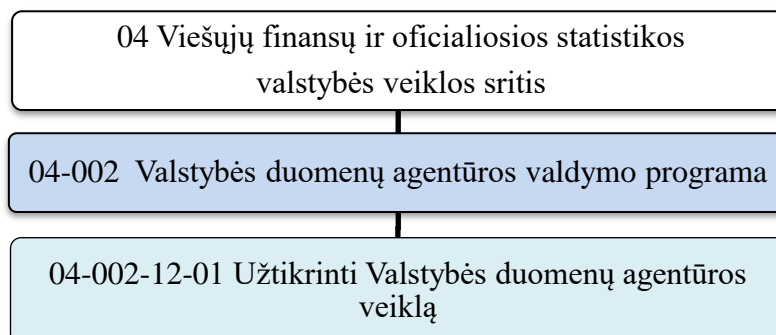 04 Viešųjų finansų ir oficialiosios statistikos
valstybės veiklos sritis
04-002 Valstybės duomenų agentūros valdymo programa
04-002-12-01 Užtikrinti Valstybės duomenų agentūros
veiklą